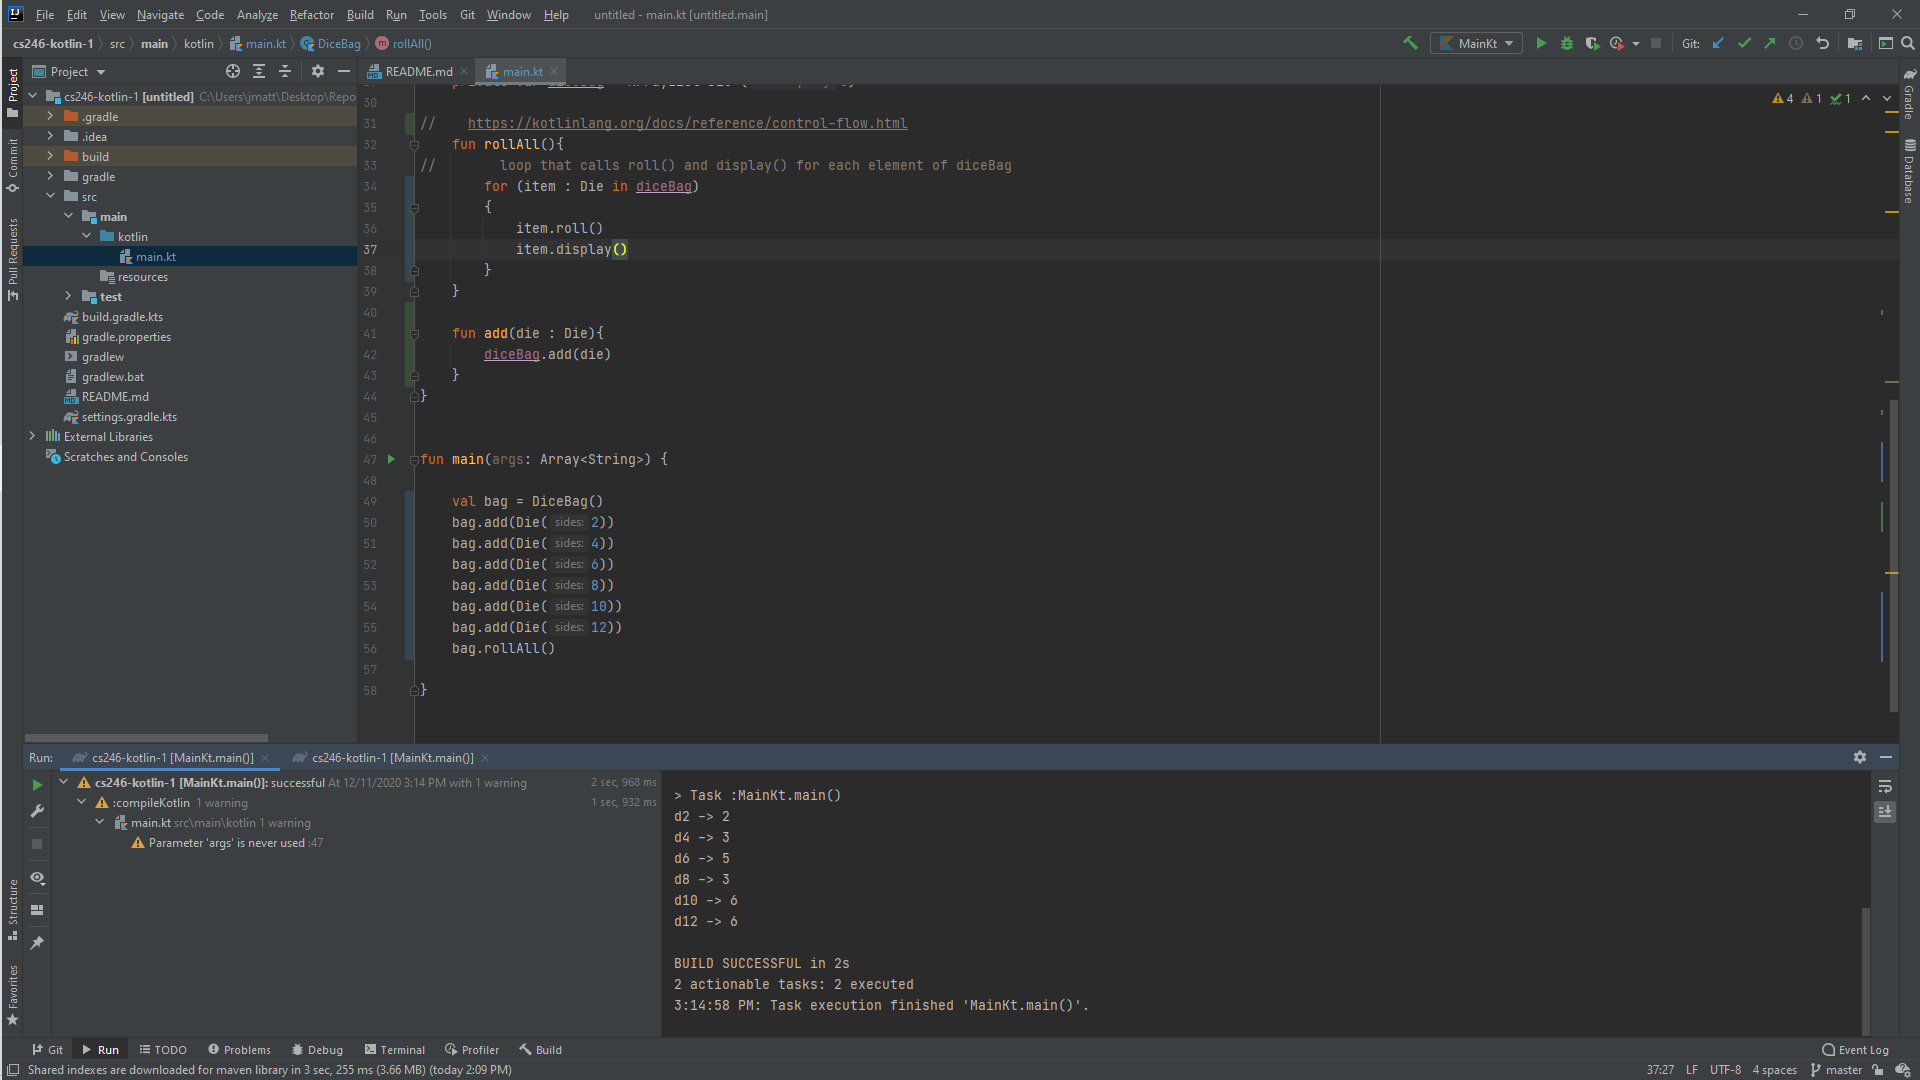 File Edit View Navigate Code Analyze Refactor Build Run Tools Git Window Help untitled - main.kt [untitled.main]
cs246-kotlin-1 src main kotlin main.kt DiceBag rollAll() MainKt Git:
Project README.md main.kt
Project
Commit
Pull Requests
Structure
Favorites
cs246-kotlin-1 [untitled] C:\Users\jmatt\Desktop\Repo
.gradle
.idea
build
gradle
src
main
kotlin
main.kt
resources
test
build.gradle.kts
gradle.properties
gradlew
gradlew.bat
README.md
settings.gradle.kts
External Libraries
Scratches and Consoles
4 1 1
Gradle
Database
30
31 // https://kotlinlang.org/docs/reference/control-flow.html
32 fun rollAll(){
33 // loop that calls roll() and display() for each element of diceBag
34 for (item : Die in diceBag)
35 {
36 item.roll()
37 item.display()
38 }
39 }
40
41 fun add(die : Die){
42 diceBag.add(die)
43 }
44 }
45
46
47 fun main(args: Array<String>) {
48
49 val bag = DiceBag()
50 bag.add(Die( sides: 2))
51 bag.add(Die( sides: 4))
52 bag.add(Die( sides: 6))
53 bag.add(Die( sides: 8))
54 bag.add(Die( sides: 10))
55 bag.add(Die( sides: 12))
56 bag.rollAll()
57
58 }
Run: cs246-kotlin-1 [MainKt.main()] cs246-kotlin-1 [MainKt.main()]
cs246-kotlin-1 [MainKt.main()]: successful At 12/11/2020 3:14 PM with 1 warning 2 sec, 968 ms
:compileKotlin 1 warning 1 sec, 932 ms
main.kt src\main\kotlin 1 warning
Parameter 'args' is never used :47
> Task :MainKt.main()
d2 -> 2
d4 -> 3
d6 -> 5
d8 -> 3
d10 -> 6
d12 -> 6
BUILD SUCCESSFUL in 2s
2 actionable tasks: 2 executed
3:14:58 PM: Task execution finished 'MainKt.main()'.
Git Run TODO Problems Debug Terminal Profiler Build Event Log
Shared indexes are downloaded for maven library in 3 sec, 255 ms (3.66 MB) (today 2:09 PM) 37:27 LF UTF-8 4 spaces master